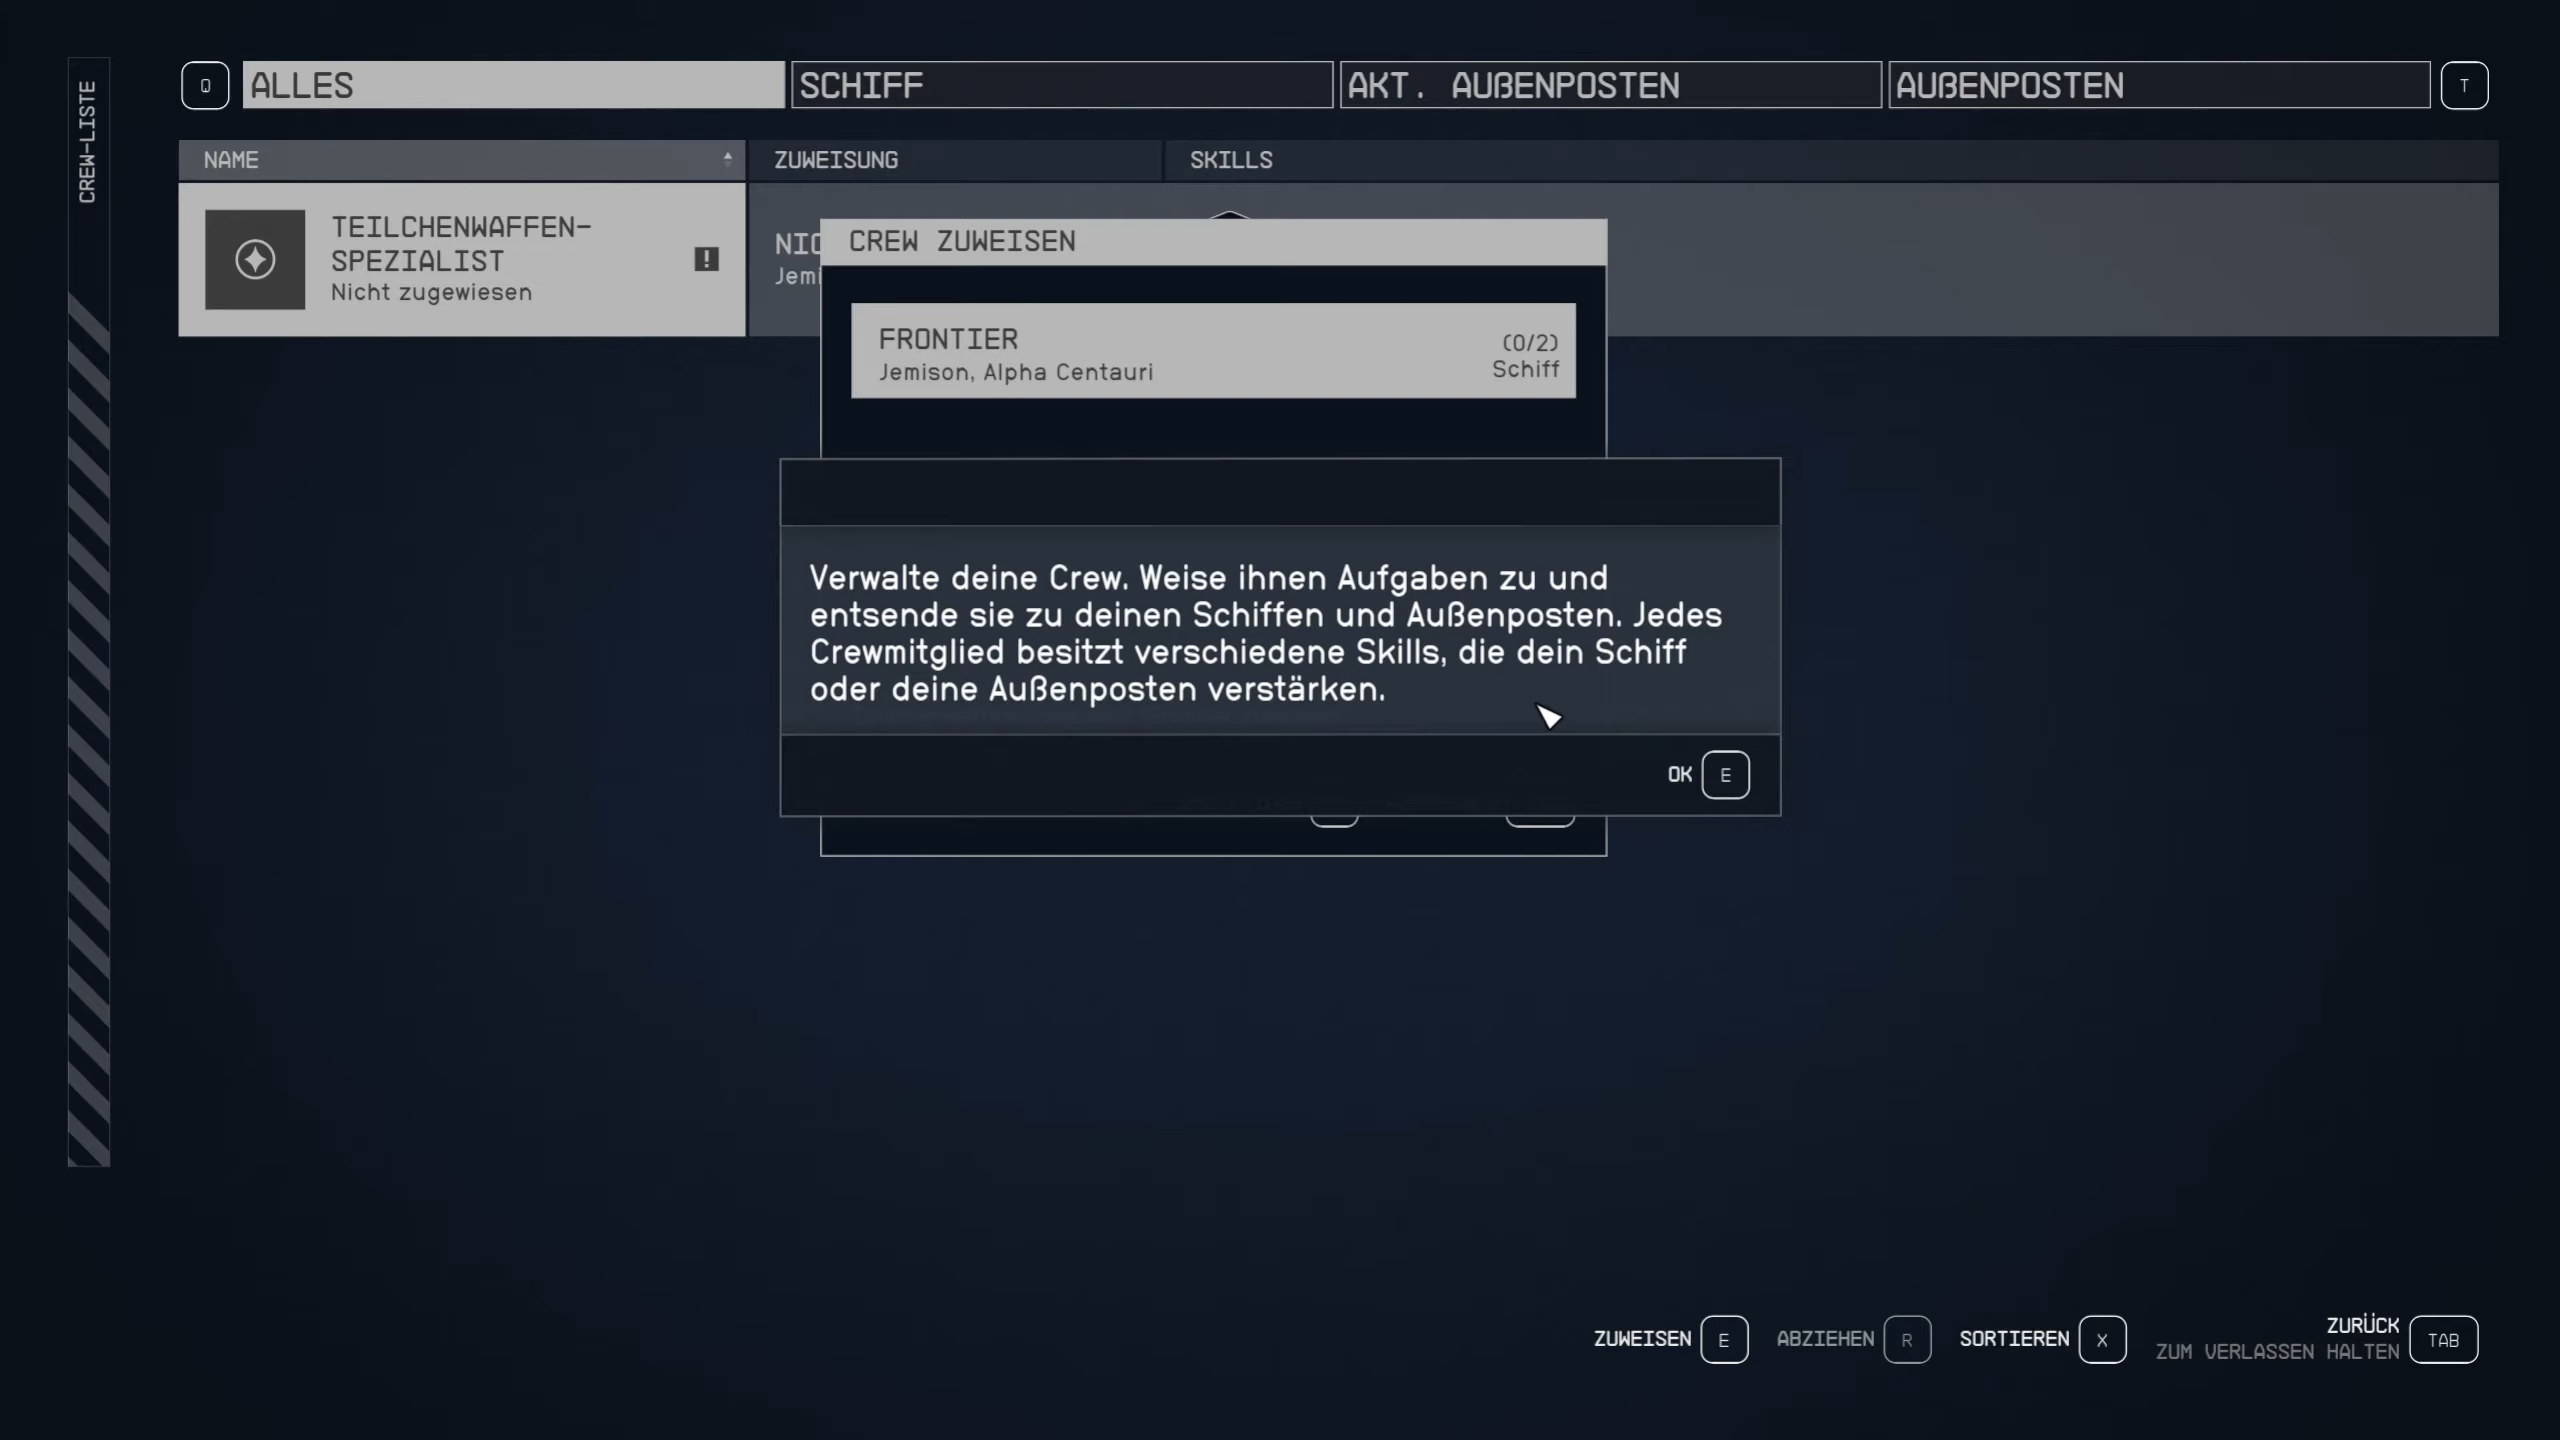 CREW-LISTE
Q ALLES SCHIFF AKT. AUßENPOSTEN AUßENPOSTEN T
NAME ZUWEISUNG SKILLS
TEILCHENWAFFEN-
SPEZIALIST
Nicht zugewiesen
CREW ZUWEISEN
FRONTIER (0/2)
Jemison, Alpha Centauri Schiff
Verwalte deine Crew. Weise ihnen Aufgaben zu und
entsende sie zu deinen Schiffen und Außenposten. Jedes
Crewmitglied besitzt verschiedene Skills, die dein Schiff
oder deine Außenposten verstärken.
OK E
ZUWEISEN E ABZIEHEN R SORTIEREN X ZURÜCK TAB
ZUM VERLASSEN HALTEN